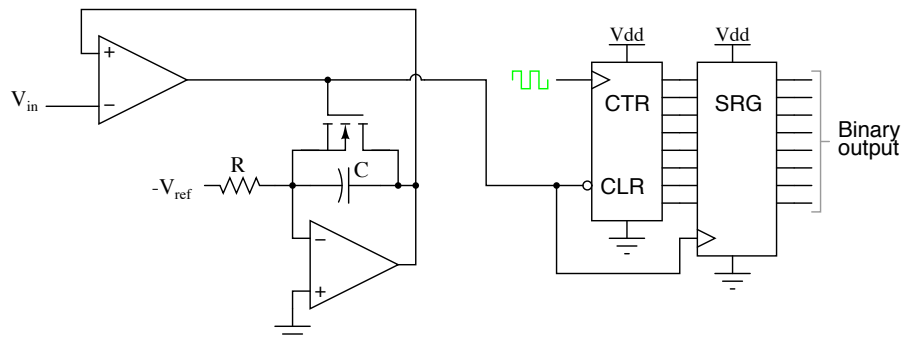 +
−
V_in
R
C
-V_ref
−
+
Vdd
CTR
CLR
Vdd
SRG
Binary
output